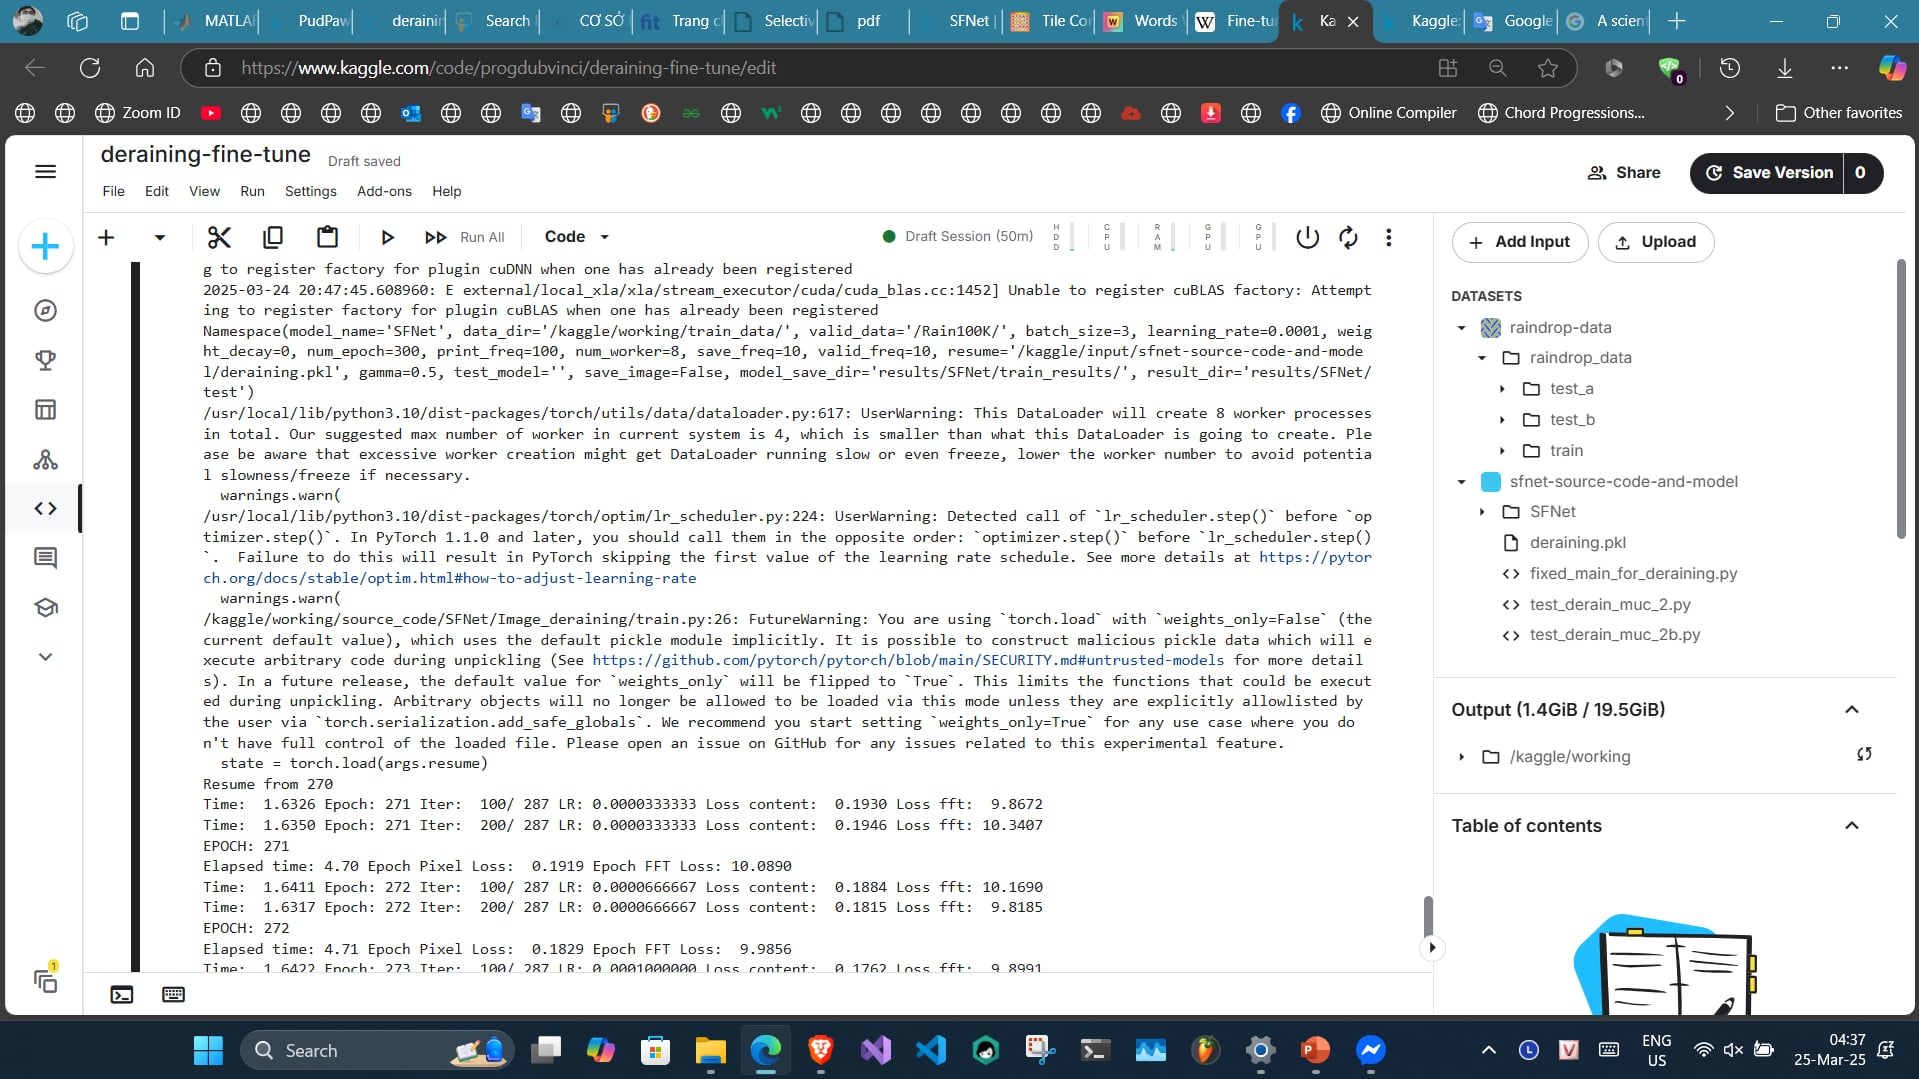 MATLAB
PudPaw
derainin
Search
CƠ SỞ
Trang c
Selectiv
pdf
SFNet |
Tile Cor
Words
Fine-tur
Ka
Kaggle:
Google
A scien
https://www.kaggle.com/code/progdubvinci/deraining-fine-tune/edit
0
Zoom ID
Online Compiler
Chord Progressions...
Other favorites
deraining-fine-tune
Draft saved
File Edit View Run Settings Add-ons Help
Share
Save Version
0
Run All
Code
Draft Session (50m)
HDD
CPU
RAM
GPU
GPU
g to register factory for plugin cuDNN when one has already been registered
2025-03-24 20:47:45.608960: E external/local_xla/xla/stream_executor/cuda/cuda_blas.cc:1452] Unable to register cuBLAS factory: Attempt
ing to register factory for plugin cuBLAS when one has already been registered
Namespace(model_name='SFNet', data_dir='/kaggle/working/train_data/', valid_data='/Rain100K/', batch_size=3, learning_rate=0.0001, weig
ht_decay=0, num_epoch=300, print_freq=100, num_worker=8, save_freq=10, valid_freq=10, resume='/kaggle/input/sfnet-source-code-and-mode
l/deraining.pkl', gamma=0.5, test_model='', save_image=False, model_save_dir='results/SFNet/train_results/', result_dir='results/SFNet/
test')
/usr/local/lib/python3.10/dist-packages/torch/utils/data/dataloader.py:617: UserWarning: This DataLoader will create 8 worker processes
in total. Our suggested max number of worker in current system is 4, which is smaller than what this DataLoader is going to create. Ple
ase be aware that excessive worker creation might get DataLoader running slow or even freeze, lower the worker number to avoid potentia
l slowness/freeze if necessary.
warnings.warn(
/usr/local/lib/python3.10/dist-packages/torch/optim/lr_scheduler.py:224: UserWarning: Detected call of `lr_scheduler.step()` before `op
timizer.step()`. In PyTorch 1.1.0 and later, you should call them in the opposite order: `optimizer.step()` before `lr_scheduler.step()
`.  Failure to do this will result in PyTorch skipping the first value of the learning rate schedule. See more details at https://pytor
ch.org/docs/stable/optim.html#how-to-adjust-learning-rate
warnings.warn(
/kaggle/working/source_code/SFNet/Image_deraining/train.py:26: FutureWarning: You are using `torch.load` with `weights_only=False` (the
current default value), which uses the default pickle module implicitly. It is possible to construct malicious pickle data which will e
xecute arbitrary code during unpickling (See https://github.com/pytorch/pytorch/blob/main/SECURITY.md#untrusted-models for more detail
s). In a future release, the default value for `weights_only` will be flipped to `True`. This limits the functions that could be execut
ed during unpickling. Arbitrary objects will no longer be allowed to be loaded via this mode unless they are explicitly allowlisted by
the user via `torch.serialization.add_safe_globals`. We recommend you start setting `weights_only=True` for any use case where you do
n't have full control of the loaded file. Please open an issue on GitHub for any issues related to this experimental feature.
state = torch.load(args.resume)
Resume from 270
Time:  1.6326 Epoch: 271 Iter:  100/ 287 LR: 0.0000333333 Loss content:  0.1930 Loss fft:  9.8672
Time:  1.6350 Epoch: 271 Iter:  200/ 287 LR: 0.0000333333 Loss content:  0.1946 Loss fft: 10.3407
EPOCH: 271
Elapsed time: 4.70 Epoch Pixel Loss:  0.1919 Epoch FFT Loss: 10.0890
Time:  1.6411 Epoch: 272 Iter:  100/ 287 LR: 0.0000666667 Loss content:  0.1884 Loss fft: 10.1690
Time:  1.6317 Epoch: 272 Iter:  200/ 287 LR: 0.0000666667 Loss content:  0.1815 Loss fft:  9.8185
EPOCH: 272
Elapsed time: 4.71 Epoch Pixel Loss:  0.1829 Epoch FFT Loss:  9.9856
Time:  1.6422 Epoch: 273 Iter:  100/ 287 LR: 0.0001000000 Loss content:  0.1762 Loss fft:  9.8991
Add Input
Upload
DATASETS
raindrop-data
raindrop_data
test_a
test_b
train
sfnet-source-code-and-model
SFNet
deraining.pkl
fixed_main_for_deraining.py
test_derain_muc_2.py
test_derain_muc_2b.py
Output (1.4GiB / 19.5GiB)
/kaggle/working
Table of contents
1
Search
ENG
US
04:37
25-Mar-25